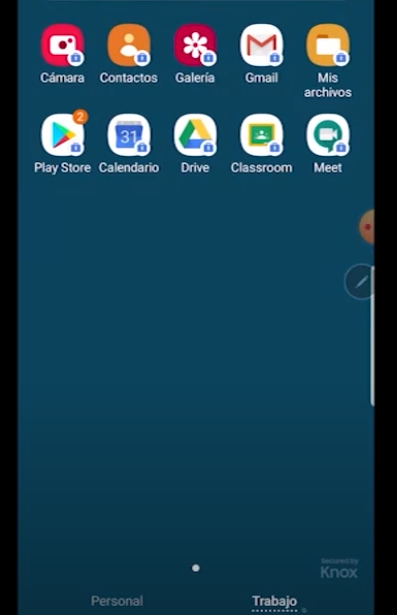 Cámara Contactos Galería Gmail Mis archivos
2
31
Play Store Calendario Drive Classroom Meet
Secured by
Knox
Personal Trabajo